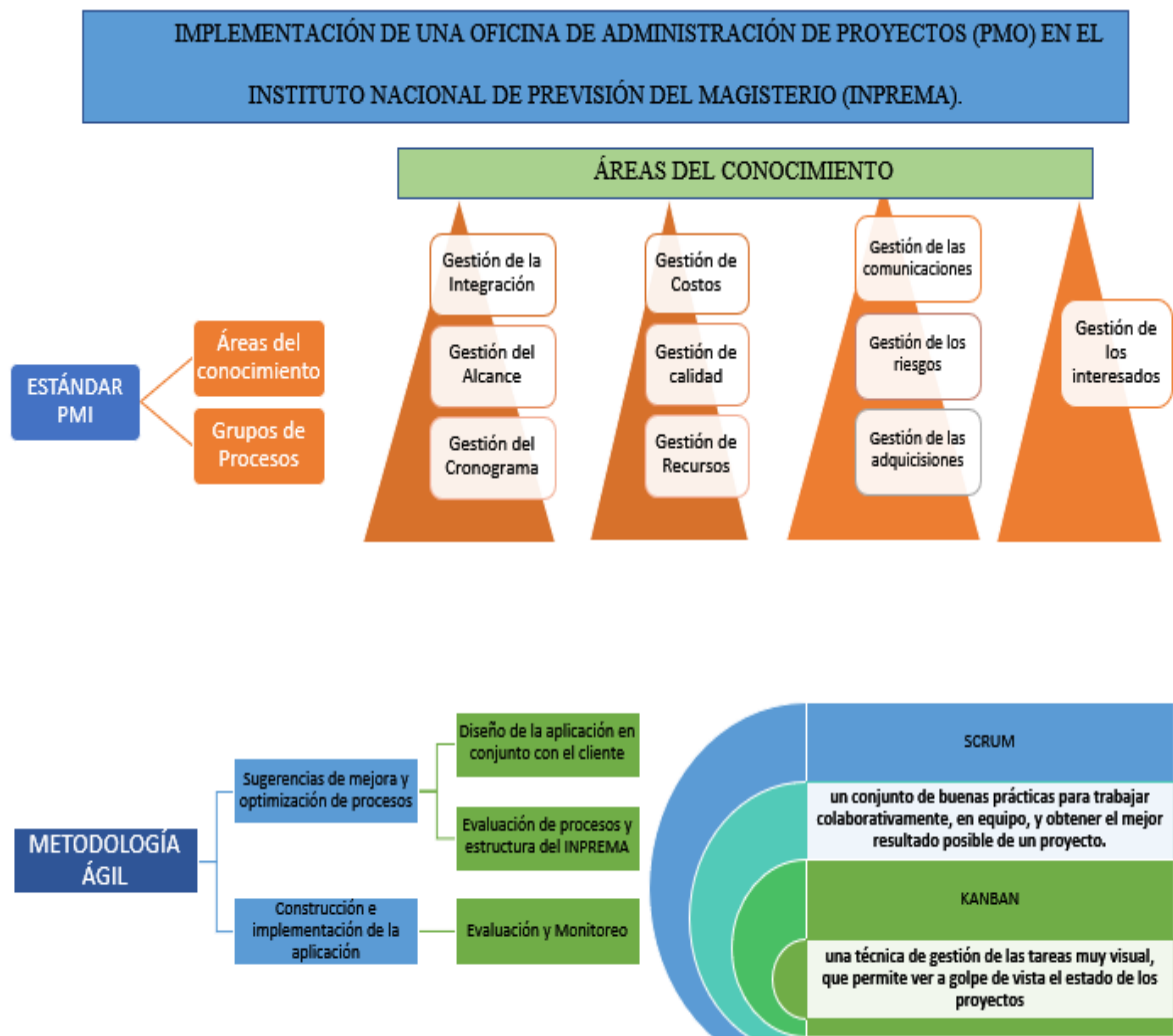 IMPLEMENTACIÓN DE UNA OFICINA DE ADMINISTRACIÓN DE PROYECTOS (PMO) EN EL
INSTITUTO NACIONAL DE PREVISIÓN DEL MAGISTERIO (INPREMA).
ÁREAS DEL CONOCIMIENTO
ESTÁNDAR
PMI
Áreas del
conocimiento
Grupos de
Procesos
Gestión de la
Integración
Gestión del
Alcance
Gestión del
Cronograma
Gestión de
Costos
Gestión de
calidad
Gestión de
Recursos
Gestión de las
comunicaciones
Gestión de los
riesgos
Gestión de las
adquicisiones
Gestión de
los
interesados
METODOLOGÍA
ÁGIL
Sugerencias de mejora y
optimización de procesos
Diseño de la aplicación en
conjunto con el cliente
Evaluación de procesos y
estructura del INPREMA
Construcción e
implementación de la
aplicación
Evaluación y Monitoreo
SCRUM
un conjunto de buenas prácticas para trabajar
colaborativamente, en equipo, y obtener el mejor
resultado posible de un proyecto.
KANBAN
una técnica de gestión de las tareas muy visual,
que permite ver a golpe de vista el estado de los
proyectos